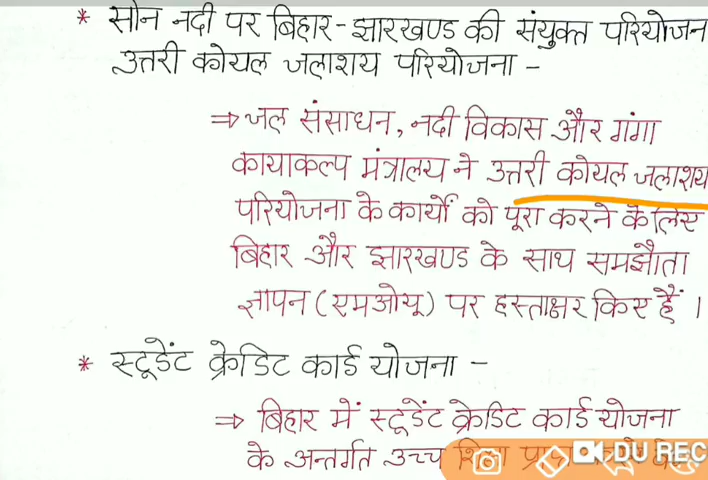 * सोन नदी पर बिहार-झारखण्ड की संयुक्त परियोजन
उत्तरी कोयल जलाशय परियोजना -
⇒ जल संसाधन, नदी विकास और गंगा
कायाकल्प मंत्रालय ने उत्तरी कोयल जलाशय
परियोजना के कार्यों को पूरा करने के लिए
बिहार और झारखण्ड के साथ समझौता
ज्ञापन (एमओयू) पर हस्ताक्षर किए हैं ।
* स्टूडेंट क्रेडिट कार्ड योजना -
⇒ बिहार में स्टूडेंट क्रेडिट कार्ड योजना
के अन्तर्गत उच्च
DU REC